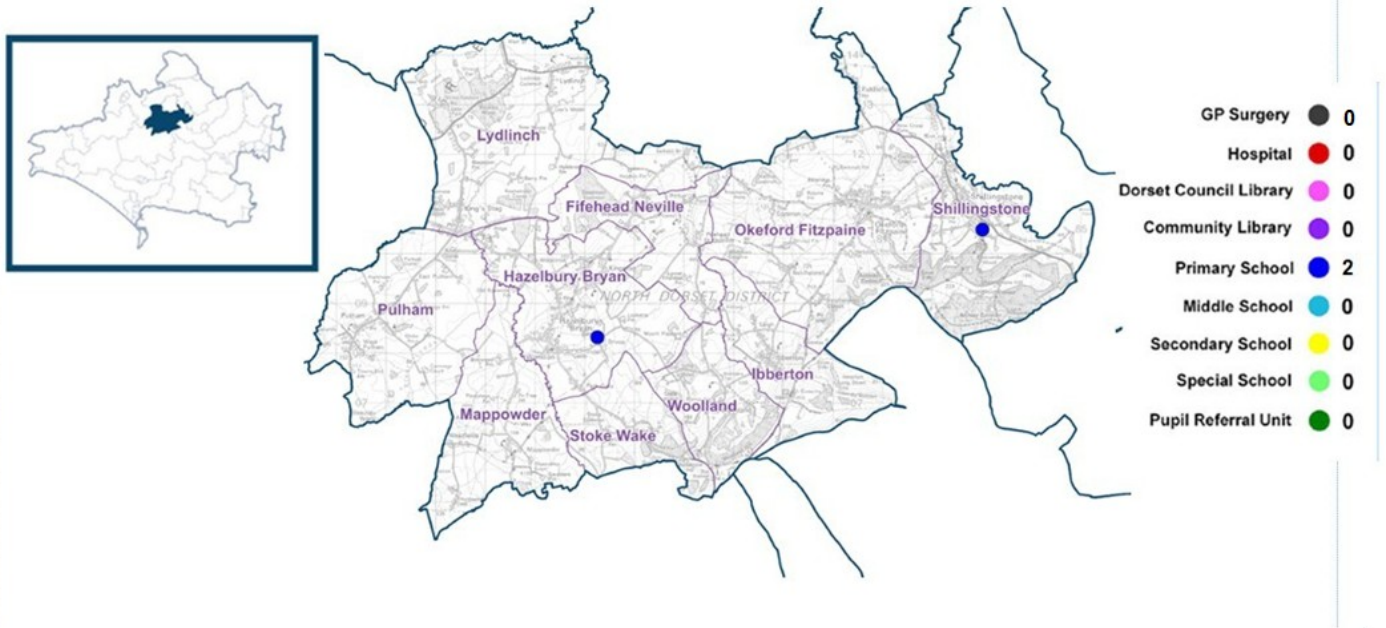 Lydlinch
Fifehead Neville
Okeford Fitzpaine
Shillingstone
Hazelbury Bryan
NORTH DORSET DISTRICT
Pulham
Ibberton
Woolland
Mappowder
Stoke Wake
GP Surgery 0
Hospital 0
Dorset Council Library 0
Community Library 0
Primary School 2
Middle School 0
Secondary School 0
Special School 0
Pupil Referral Unit 0